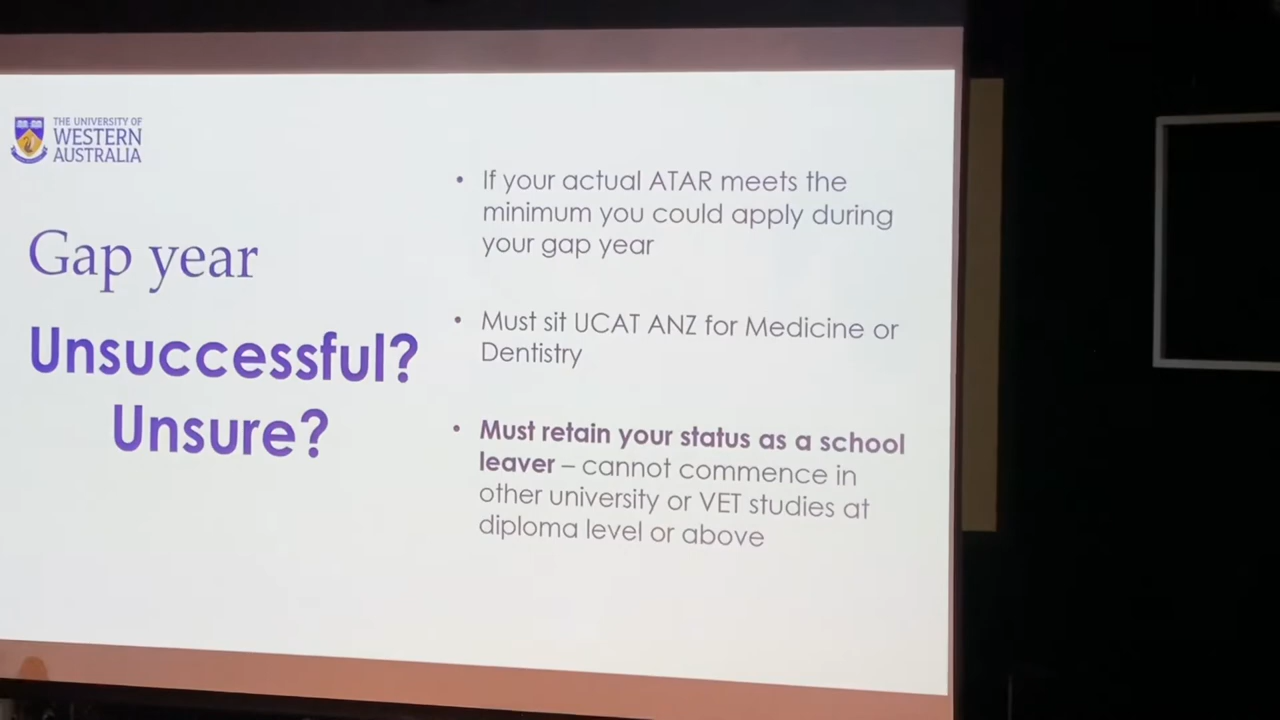 THE UNIVERSITY OF
WESTERN
AUSTRALIA
Gap year
Unsuccessful?
Unsure?
• If your actual ATAR meets the
minimum you could apply during
your gap year
• Must sit UCAT ANZ for Medicine or
Dentistry
• Must retain your status as a school
leaver – cannot commence in
other university or VET studies at
diploma level or above